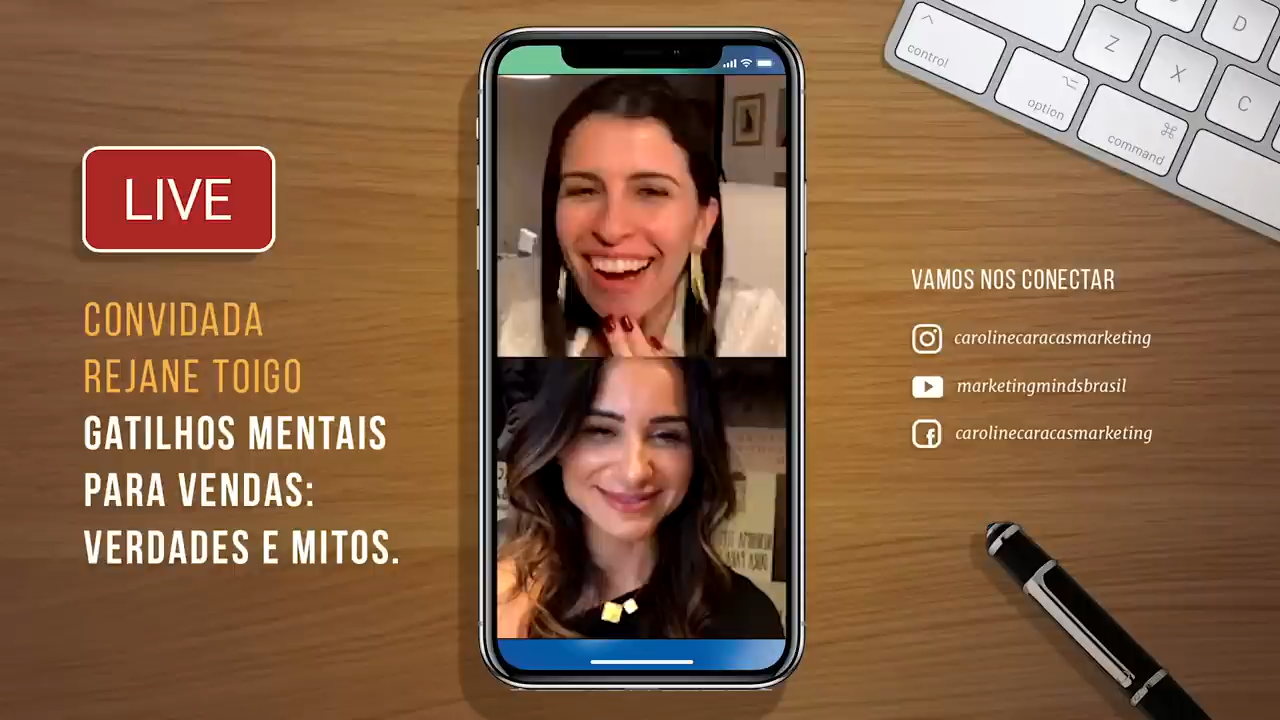 LIVE
CONVIDADA
REJANE TOIGO
GATILHOS MENTAIS
PARA VENDAS:
VERDADES E MITOS.
VAMOS NOS CONECTAR
carolinecaracasmarketing
marketingmindsbrasil
carolinecaracasmarketing
control
option
command
Z
X
C
D